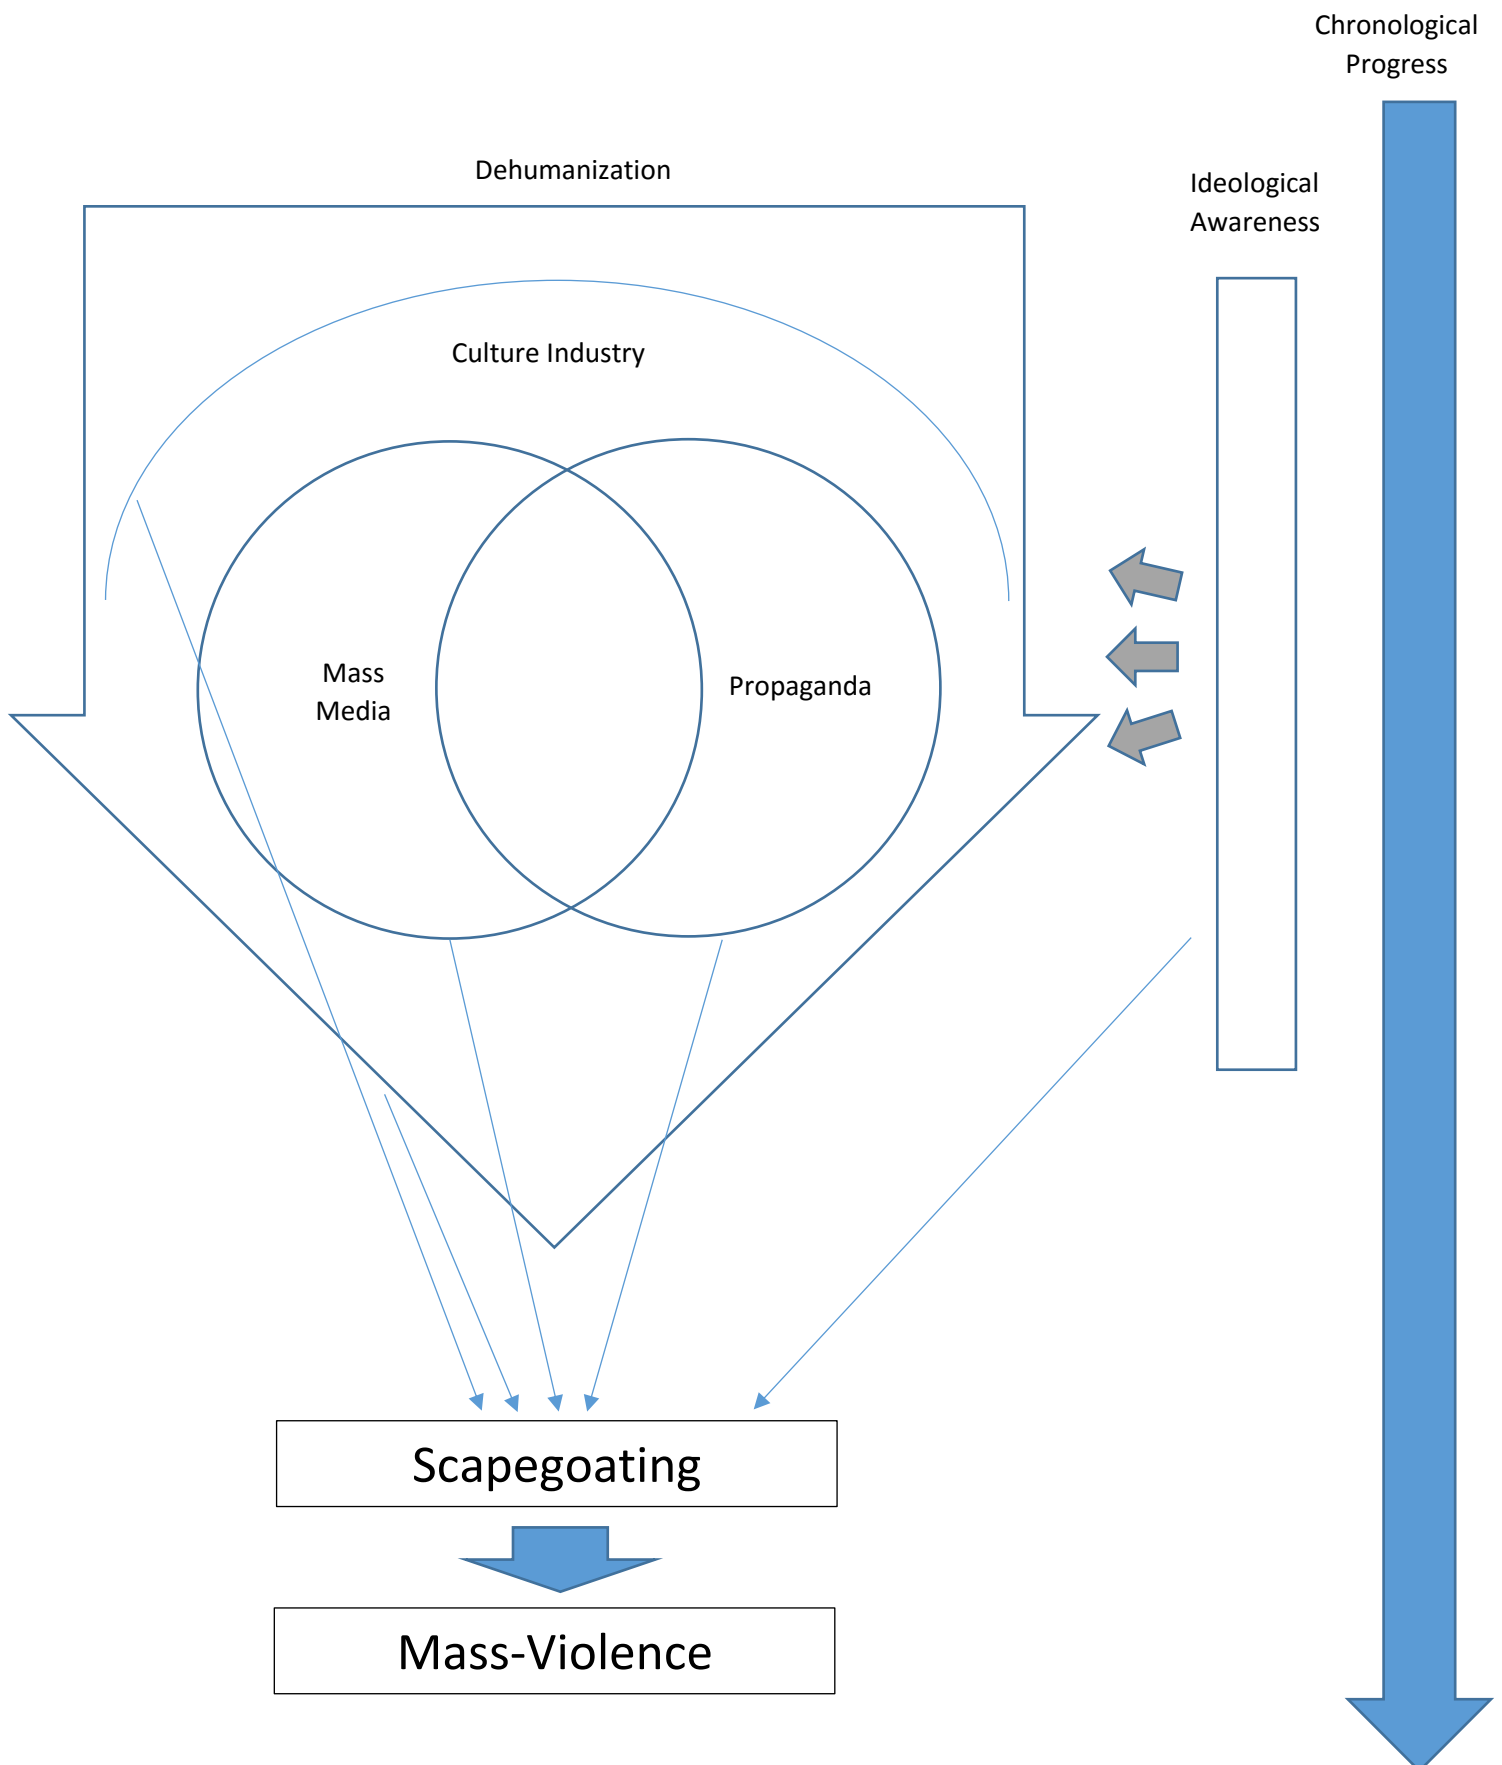 Chronological
Progress
Dehumanization
Ideological
Awareness
Culture Industry
Mass
Media
Propaganda
Scapegoating
Mass-Violence